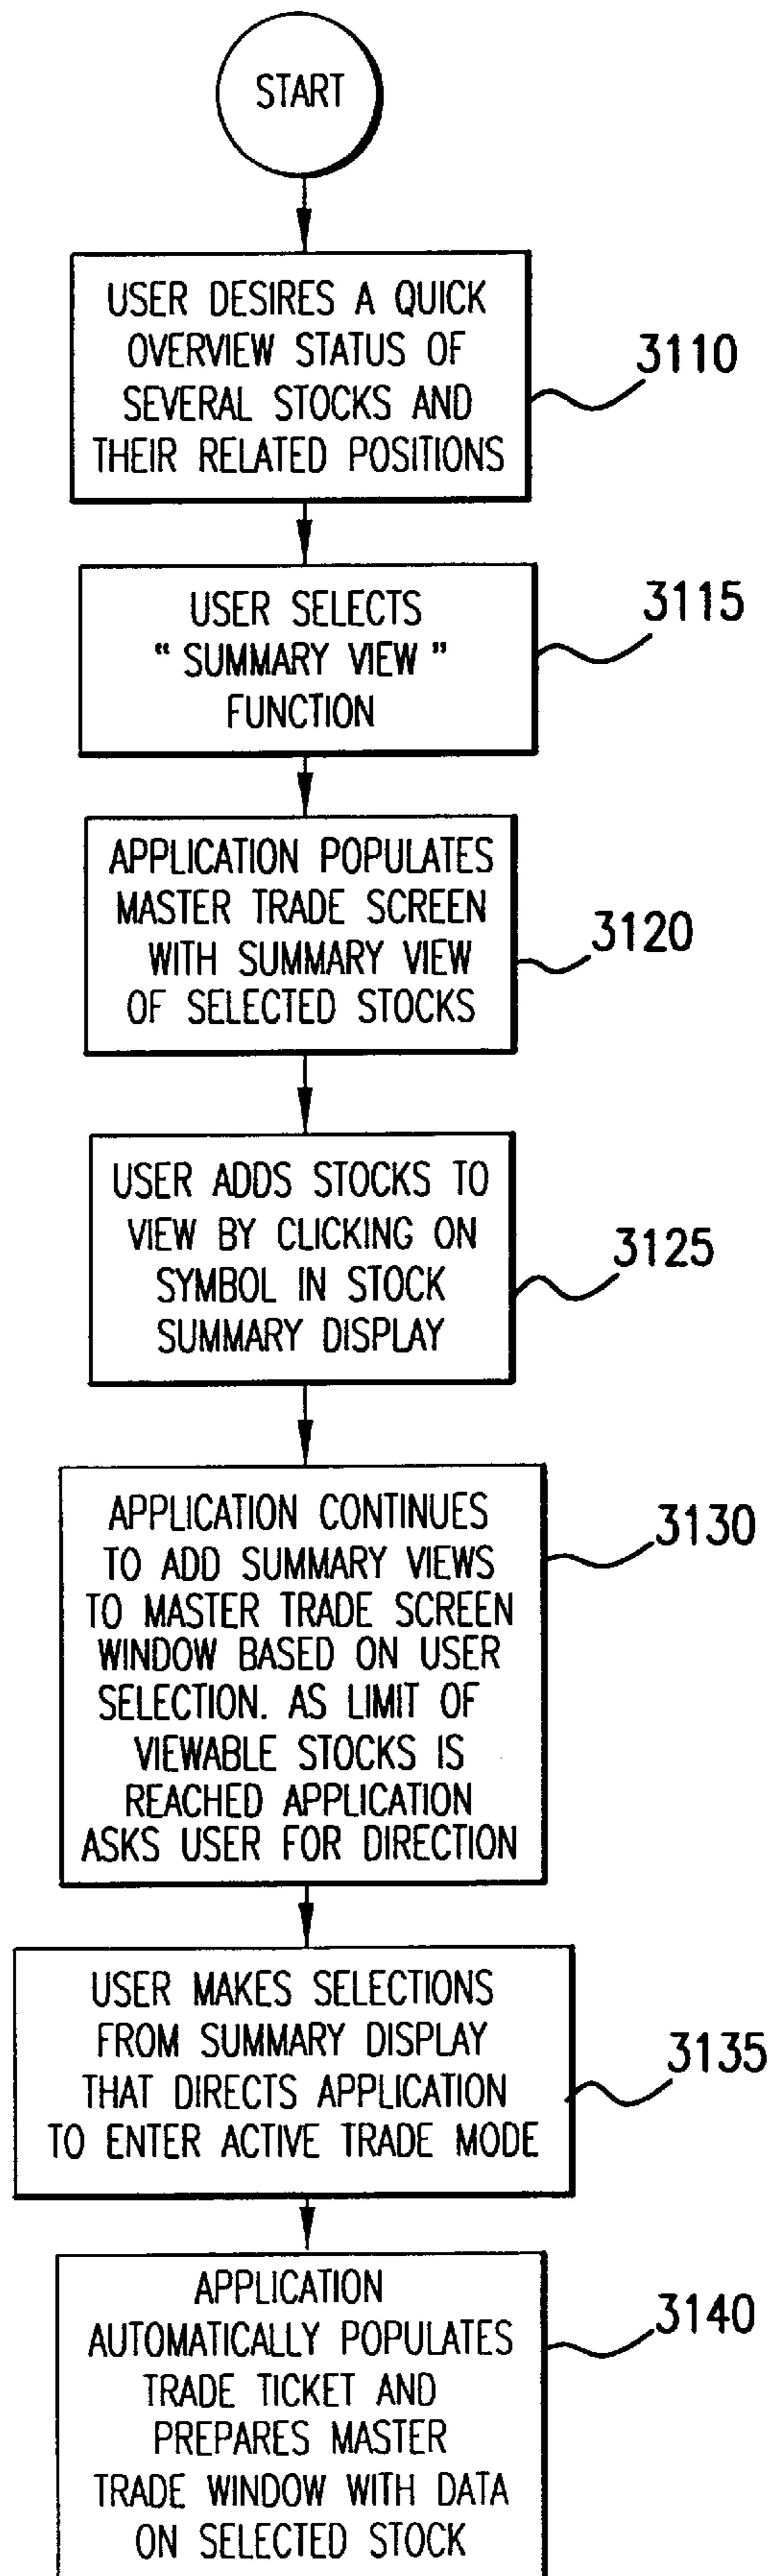 START
USER DESIRES A QUICK
OVERVIEW STATUS OF
SEVERAL STOCKS AND
THEIR RELATED POSITIONS
3110
USER SELECTS
“ SUMMARY VIEW ”
FUNCTION
3115
APPLICATION POPULATES
MASTER TRADE SCREEN
WITH SUMMARY VIEW
OF SELECTED STOCKS
3120
USER ADDS STOCKS TO
VIEW BY CLICKING ON
SYMBOL IN STOCK
SUMMARY DISPLAY
3125
APPLICATION CONTINUES
TO ADD SUMMARY VIEWS
TO MASTER TRADE SCREEN
WINDOW BASED ON USER
SELECTION. AS LIMIT OF
VIEWABLE STOCKS IS
REACHED APPLICATION
ASKS USER FOR DIRECTION
3130
USER MAKES SELECTIONS
FROM SUMMARY DISPLAY
THAT DIRECTS APPLICATION
TO ENTER ACTIVE TRADE MODE
3135
APPLICATION
AUTOMATICALLY POPULATES
TRADE TICKET AND
PREPARES MASTER
TRADE WINDOW WITH DATA
ON SELECTED STOCK
3140